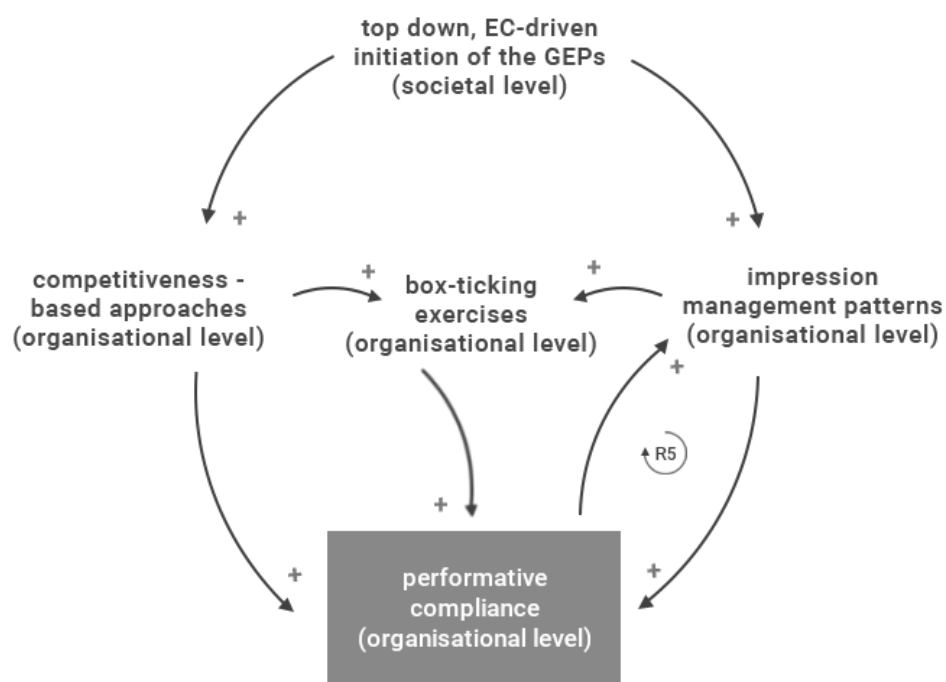 top down, EC-driven
initiation of the GEPs
(societal level)
+
+
competitiveness -
based approaches
(organisational level)
+
box-ticking
exercises
(organisational level)
+
impression
management patterns
(organisational level)
+
R5
+
+
+
performative
compliance
(organisational level)